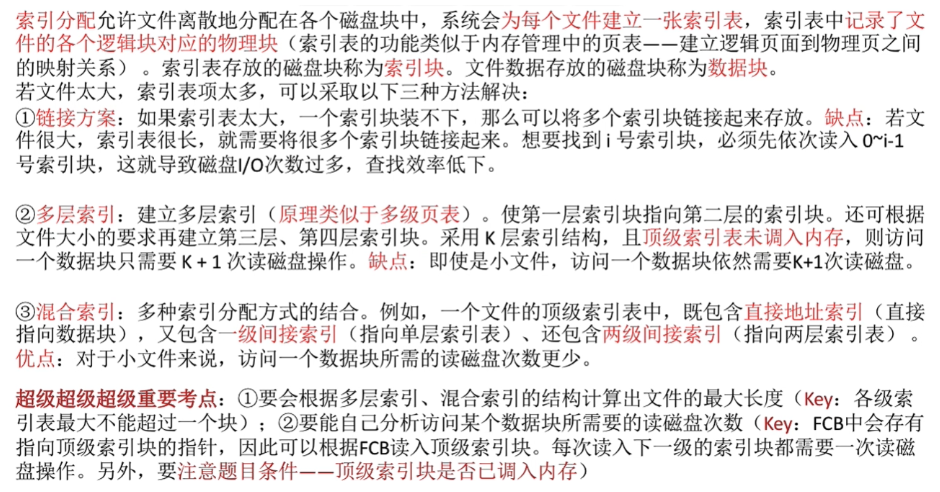 索引分配允许文件离散地分配在各个磁盘块中，系统会为每个文件建立一张索引表，索引表中记录了文
件的各个逻辑块对应的物理块（索引表的功能类似于内存管理中的页表——建立逻辑页面到物理页之间
的映射关系）。索引表存放的磁盘块称为索引块。文件数据存放的磁盘块称为数据块。
若文件太大，索引表项太多，可以采取以下三种方法解决：
①链接方案：如果索引表太大，一个索引块装不下，那么可以将多个索引块链接起来存放。缺点：若文
件很大，索引表很长，就需要将很多个索引块链接起来。想要找到 i 号索引块，必须先依次读入 0~i-1
号索引块，这就导致磁盘I/O次数过多，查找效率低下。
②多层索引：建立多层索引（原理类似于多级页表）。使第一层索引块指向第二层的索引块。还可根据
文件大小的要求再建立第三层、第四层索引块。采用 K 层索引结构，且顶级索引表未调入内存，则访问
一个数据块只需要 K + 1 次读磁盘操作。缺点：即使是小文件，访问一个数据块依然需要K+1次读磁盘。
③混合索引：多种索引分配方式的结合。例如，一个文件的顶级索引表中，既包含直接地址索引（直接
指向数据块），又包含一级间接索引（指向单层索引表）、还包含两级间接索引（指向两层索引表）。
优点：对于小文件来说，访问一个数据块所需的读磁盘次数更少。
超级超级超级重要考点：①要会根据多层索引、混合索引的结构计算出文件的最大长度（Key：各级索
引表最大不能超过一个块）；②要能自己分析访问某个数据块所需要的读磁盘次数（Key：FCB中会存有
指向顶级索引块的指针，因此可以根据FCB读入顶级索引块。每次读入下一级的索引块都需要一次读磁
盘操作。另外，要注意题目条件——顶级索引块是否已调入内存）